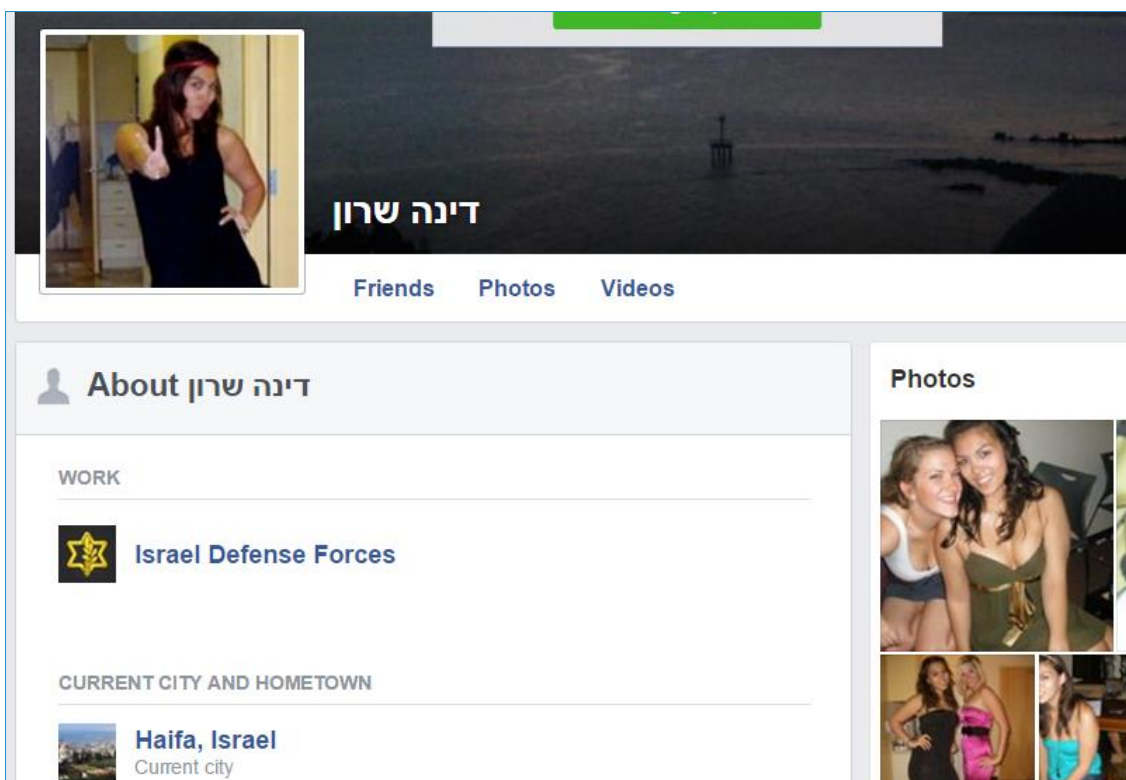 דינה שרון
Friends Photos Videos
About דינה שרון
WORK
Israel Defense Forces
CURRENT CITY AND HOMETOWN
Haifa, Israel
Current city
Photos